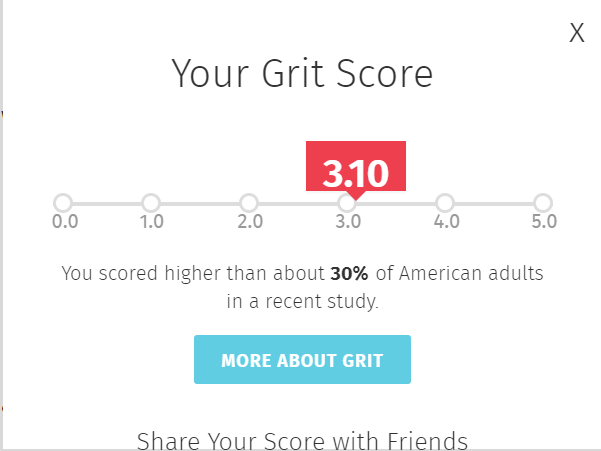 X
Your Grit Score
3.10
0.0 1.0 2.0 3.0 4.0 5.0
You scored higher than about 30% of American adults
in a recent study.
MORE ABOUT GRIT
Share Your Score with Friends